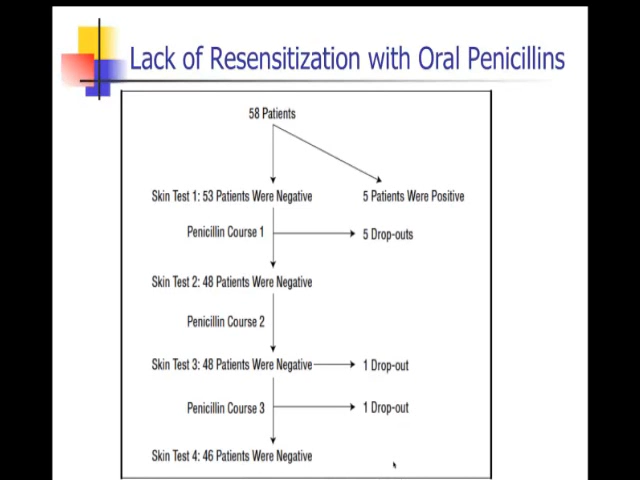 Lack of Resensitization with Oral Penicillins
58 Patients
Skin Test 1: 53 Patients Were Negative
5 Patients Were Positive
Penicillin Course 1
5 Drop-outs
Skin Test 2: 48 Patients Were Negative
Penicillin Course 2
Skin Test 3: 48 Patients Were Negative
1 Drop-out
Penicillin Course 3
1 Drop-out
Skin Test 4: 46 Patients Were Negative